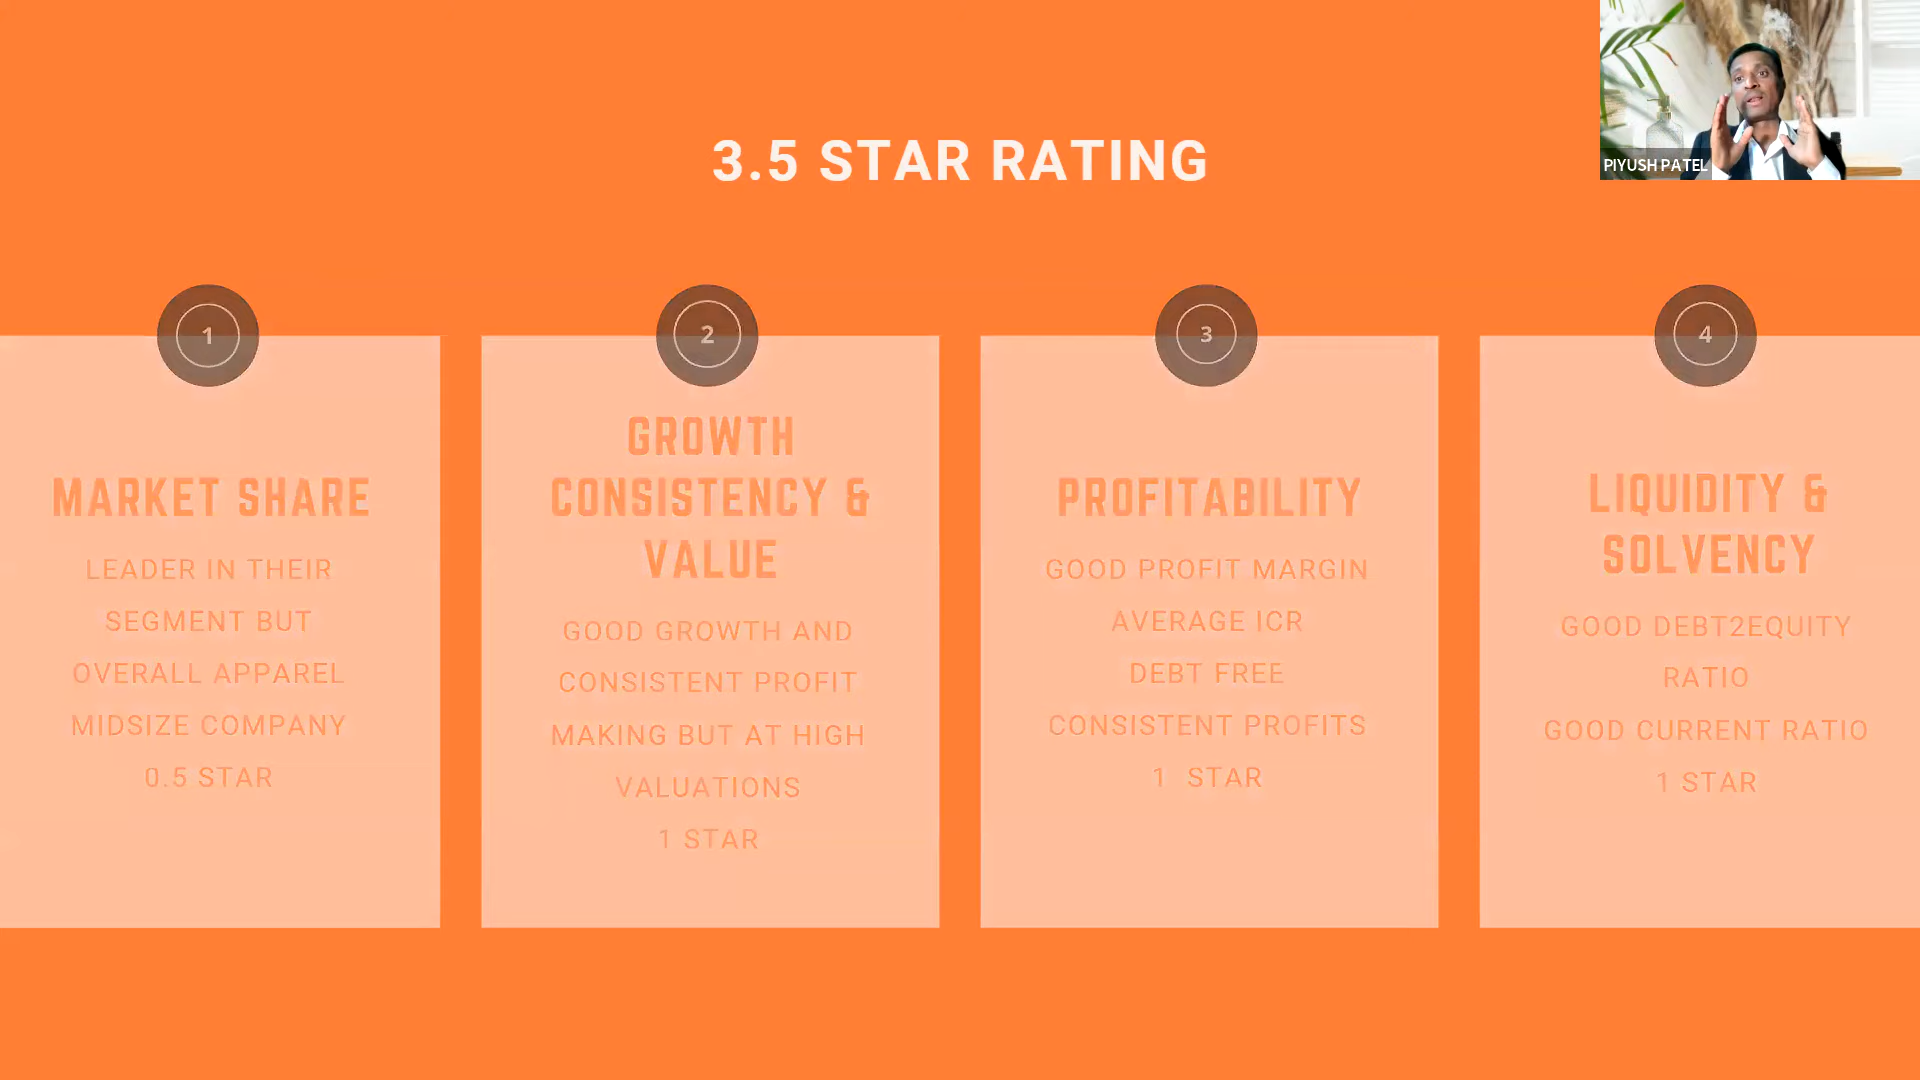 3.5 STAR RATING
PIYUSH PATEL
1
MARKET SHARE
LEADER IN THEIR
SEGMENT BUT
OVERALL APPAREL
MIDSIZE COMPANY
0.5 STAR
2
GROWTH
CONSISTENCY &
VALUE
GOOD GROWTH AND
CONSISTENT PROFIT
MAKING BUT AT HIGH
VALUATIONS
1 STAR
3
PROFITABILITY
GOOD PROFIT MARGIN
AVERAGE ICR
DEBT FREE
CONSISTENT PROFITS
1 STAR
4
LIQUIDITY &
SOLVENCY
GOOD DEBT2EQUITY
RATIO
GOOD CURRENT RATIO
1 STAR